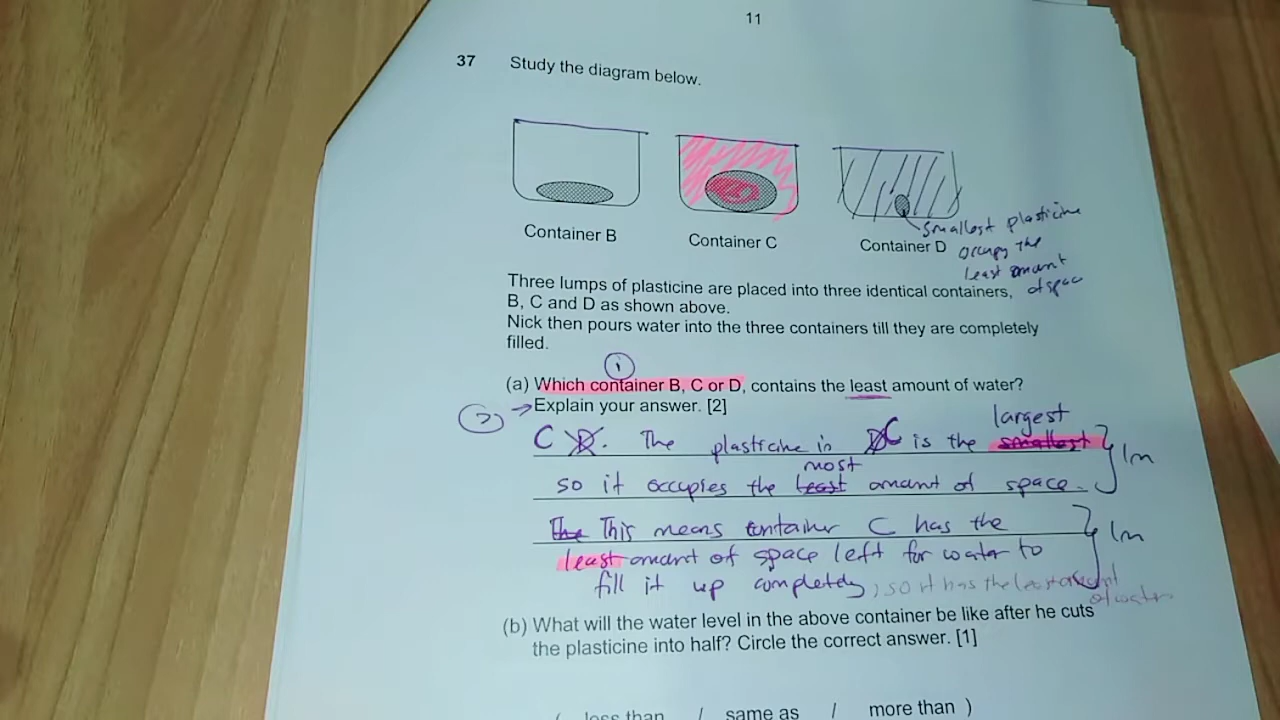 11
37 Study the diagram below.
Container B
Container C
Container D
smallest plasticine
occupy the
least amount
of space
Three lumps of plasticine are placed into three identical containers,
B, C and D as shown above.
Nick then pours water into the three containers till they are completely
filled.
1
(a) Which container B, C or D, contains the least amount of water?
2 → Explain your answer. [2]
largest
C D. The plasticine in D C is the smallest
1m
most
so it occupies the least amount of space.
The This means container C has the
1m
least amount of space left for water to
fill it up completely, so it has the least amount
of water
(b) What will the water level in the above container be like after he cuts
the plasticine into half? Circle the correct answer. [1]
( less than / same as / more than )